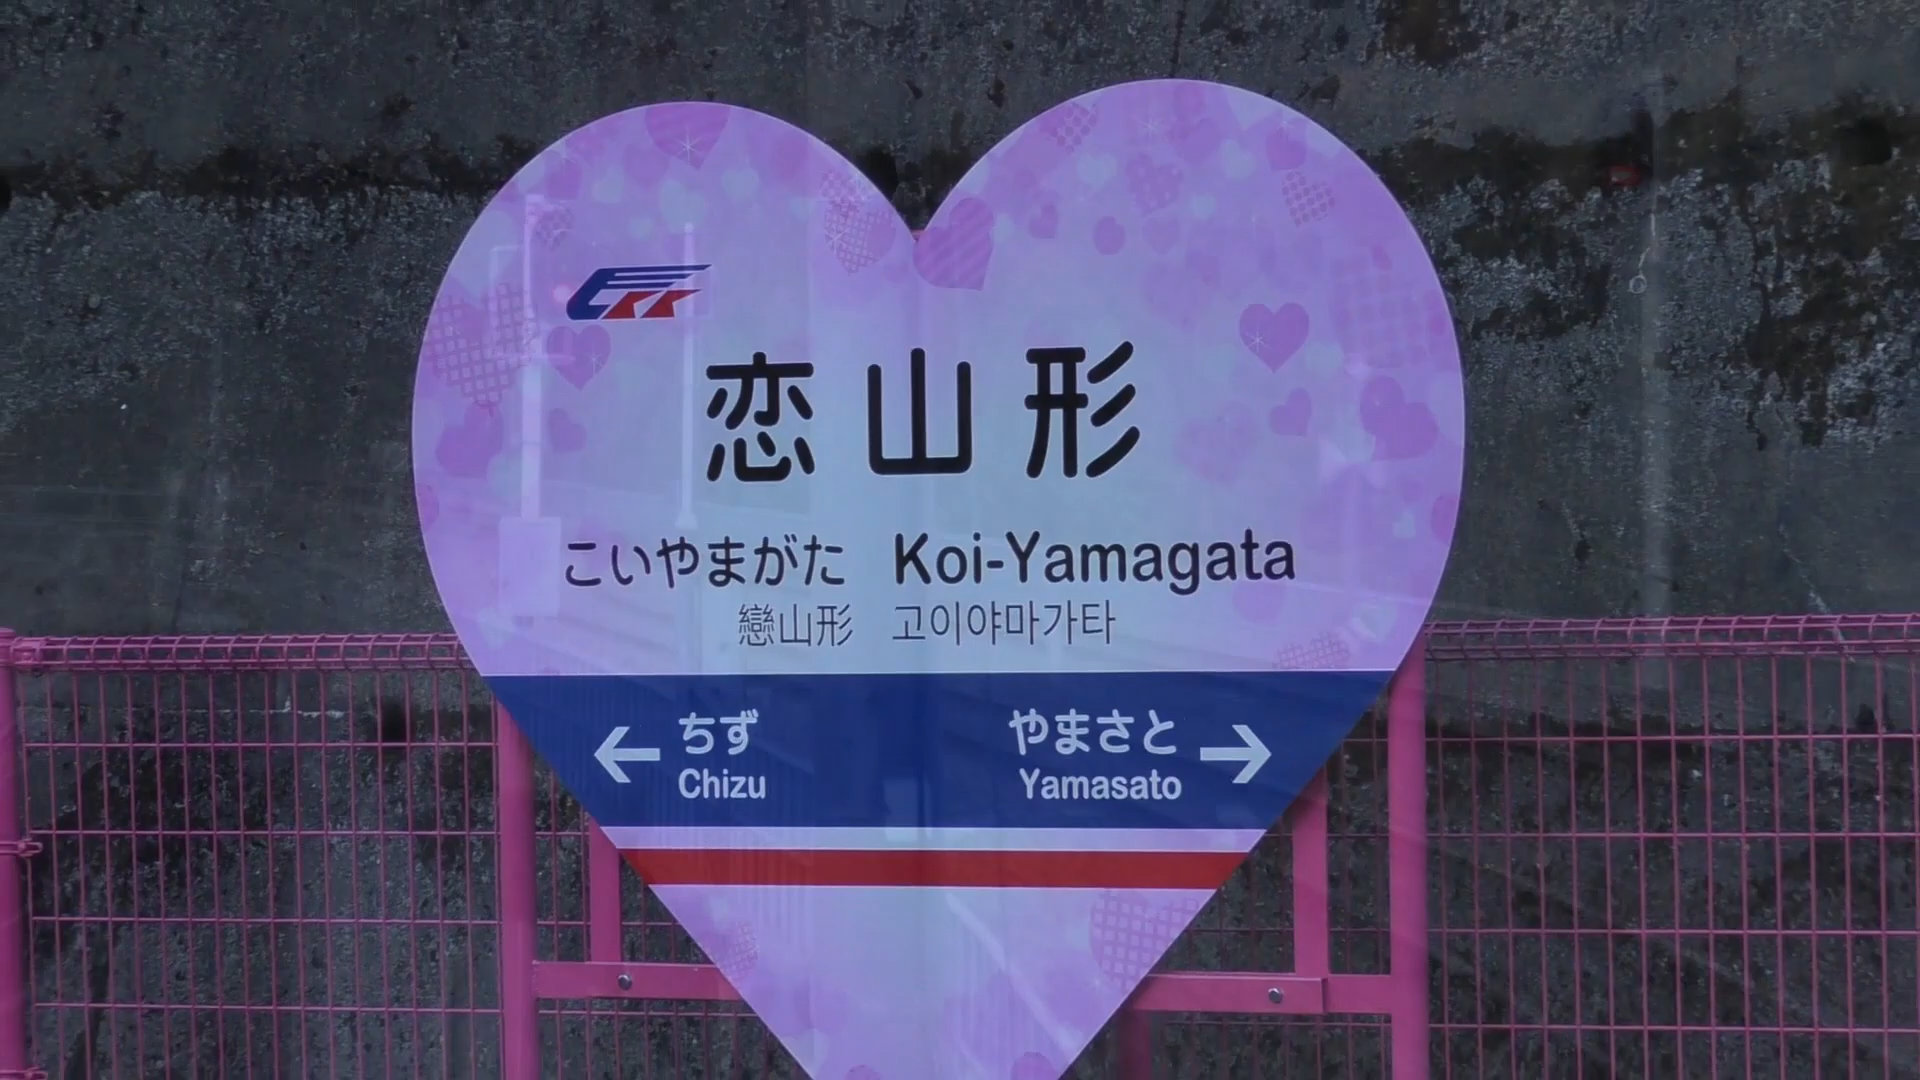 恋山形
こいやまがた Koi-Yamagata
戀山形 고이야마가타
← ちず やまさと →
Chizu Yamasato